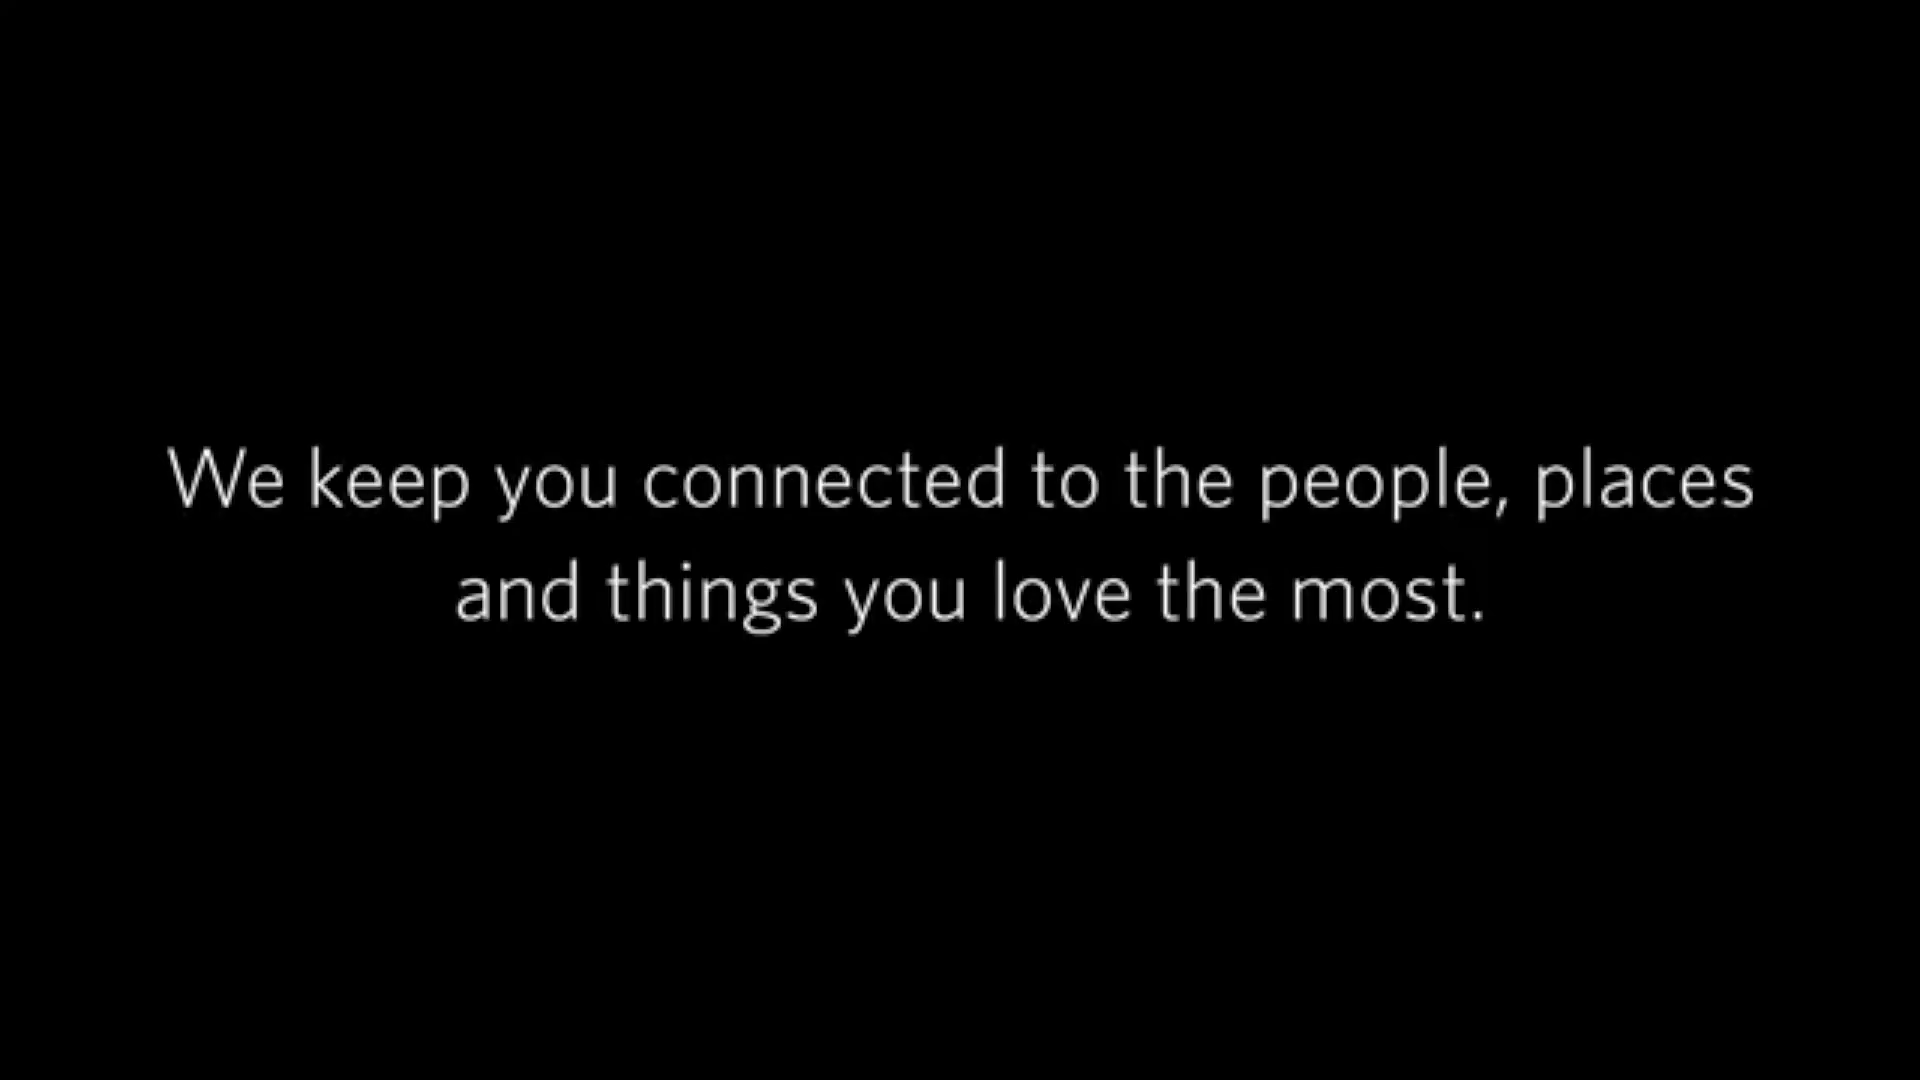 We keep you connected to the people, places
and things you love the most.